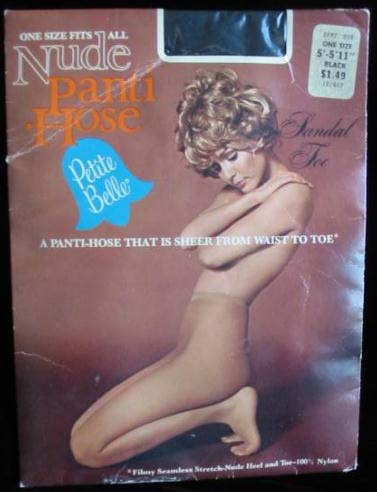 ONE SIZE FITS ALL
Nude
Panti
-Hose
Petite
Belle®
ONE SIZE
5'-5'11"
BLACK
$1.49
Sandal
Toe
A PANTI-HOSE THAT IS SHEER FROM WAIST TO TOE*
*Filmy Seamless Stretch-Nude Heel and Toe-100% Nylon